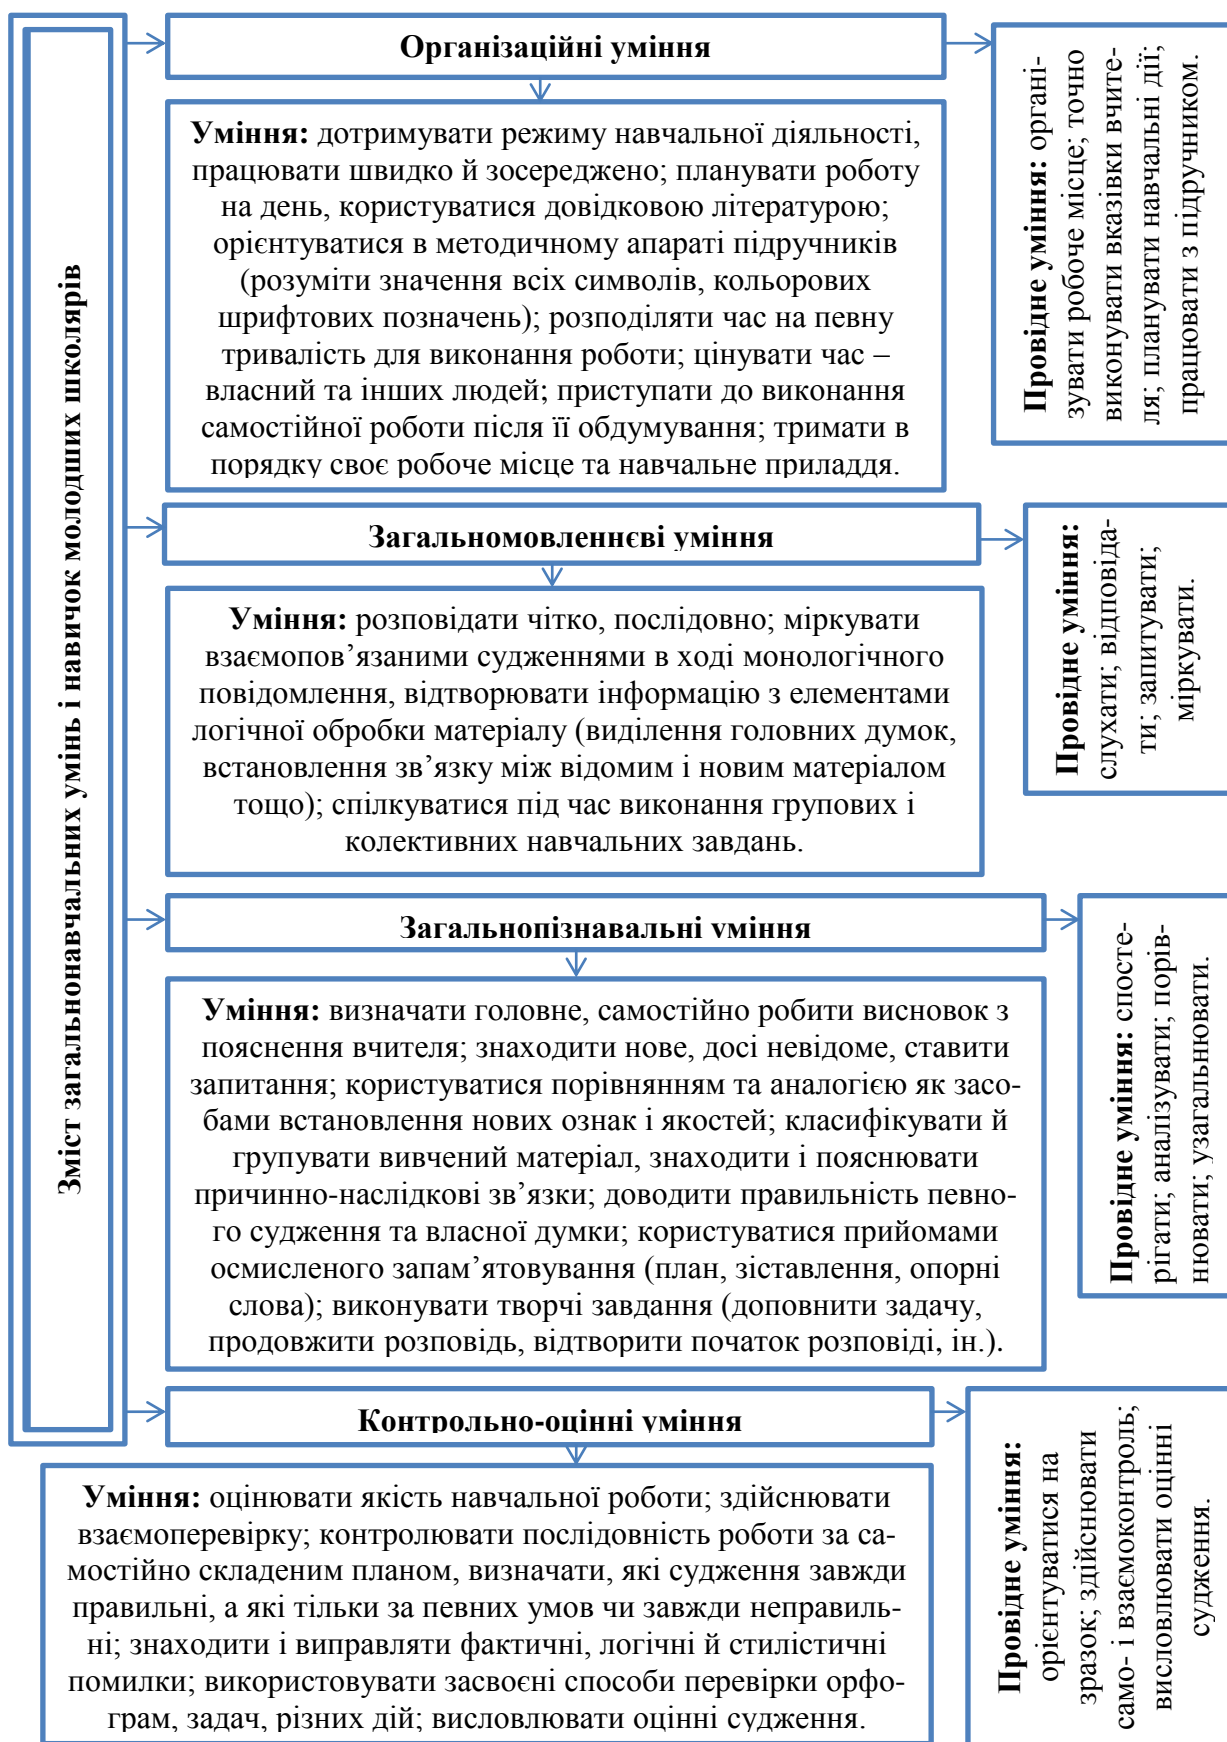 Зміст загальнонавчальних умінь і навичок молодших школярів
Організаційні уміння
Уміння: дотримувати режиму навчальної діяльності,
працювати швидко й зосереджено; планувати роботу
на день, користуватися довідковою літературою;
орієнтуватися в методичному апараті підручників
(розуміти значення всіх символів, кольорових
шрифтових позначень); розподіляти час на певну
тривалість для виконання роботи; цінувати час –
власний та інших людей; приступати до виконання
самостійної роботи після її обдумування; тримати в
порядку своє робоче місце та навчальне приладдя.
Провідне уміння: органі-
зувати робоче місце; точно
виконувати вказівки вчите-
ля; планувати навчальні дії;
працювати з підручником.
Загальномовленнєві уміння
Уміння: розповідати чітко, послідовно; міркувати
взаємопов’язаними судженнями в ході монологічного
повідомлення, відтворювати інформацію з елементами
логічної обробки матеріалу (виділення головних думок,
встановлення зв’язку між відомим і новим матеріалом
тощо); спілкуватися під час виконання групових і
колективних навчальних завдань.
Провідне уміння:
слухати; відповіда-
ти; запитувати;
міркувати.
Загальнопізнавальні уміння
Уміння: визначати головне, самостійно робити висновок з
пояснення вчителя; знаходити нове, досі невідоме, ставити
запитання; користуватися порівнянням та аналогією як засо-
бами встановлення нових ознак і якостей; класифікувати й
групувати вивчений матеріал, знаходити і пояснювати
причинно-наслідкові зв’язки; доводити правильність певно-
го судження та власної думки; користуватися прийомами
осмисленого запам’ятовування (план, зіставлення, опорні
слова); виконувати творчі завдання (доповнити задачу,
продовжити розповідь, відтворити початок розповіді, ін.).
Провідне уміння: спосте-
рігати; аналізувати; порів-
нювати; узагальнювати.
Контрольно-оцінні уміння
Уміння: оцінювати якість навчальної роботи; здійснювати
взаємоперевірку; контролювати послідовність роботи за са-
мостійно складеним планом, визначати, які судження завжди
правильні, а які тільки за певних умов чи завжди неправиль-
ні; знаходити і виправляти фактичні, логічні й стилістичні
помилки; використовувати засвоєні способи перевірки орфо-
грам, задач, різних дій; висловлювати оцінні судження.
Провідне уміння:
орієнтуватися на
зразок; здійснювати
само- і взаємоконтроль;
висловлювати оцінні
судження.